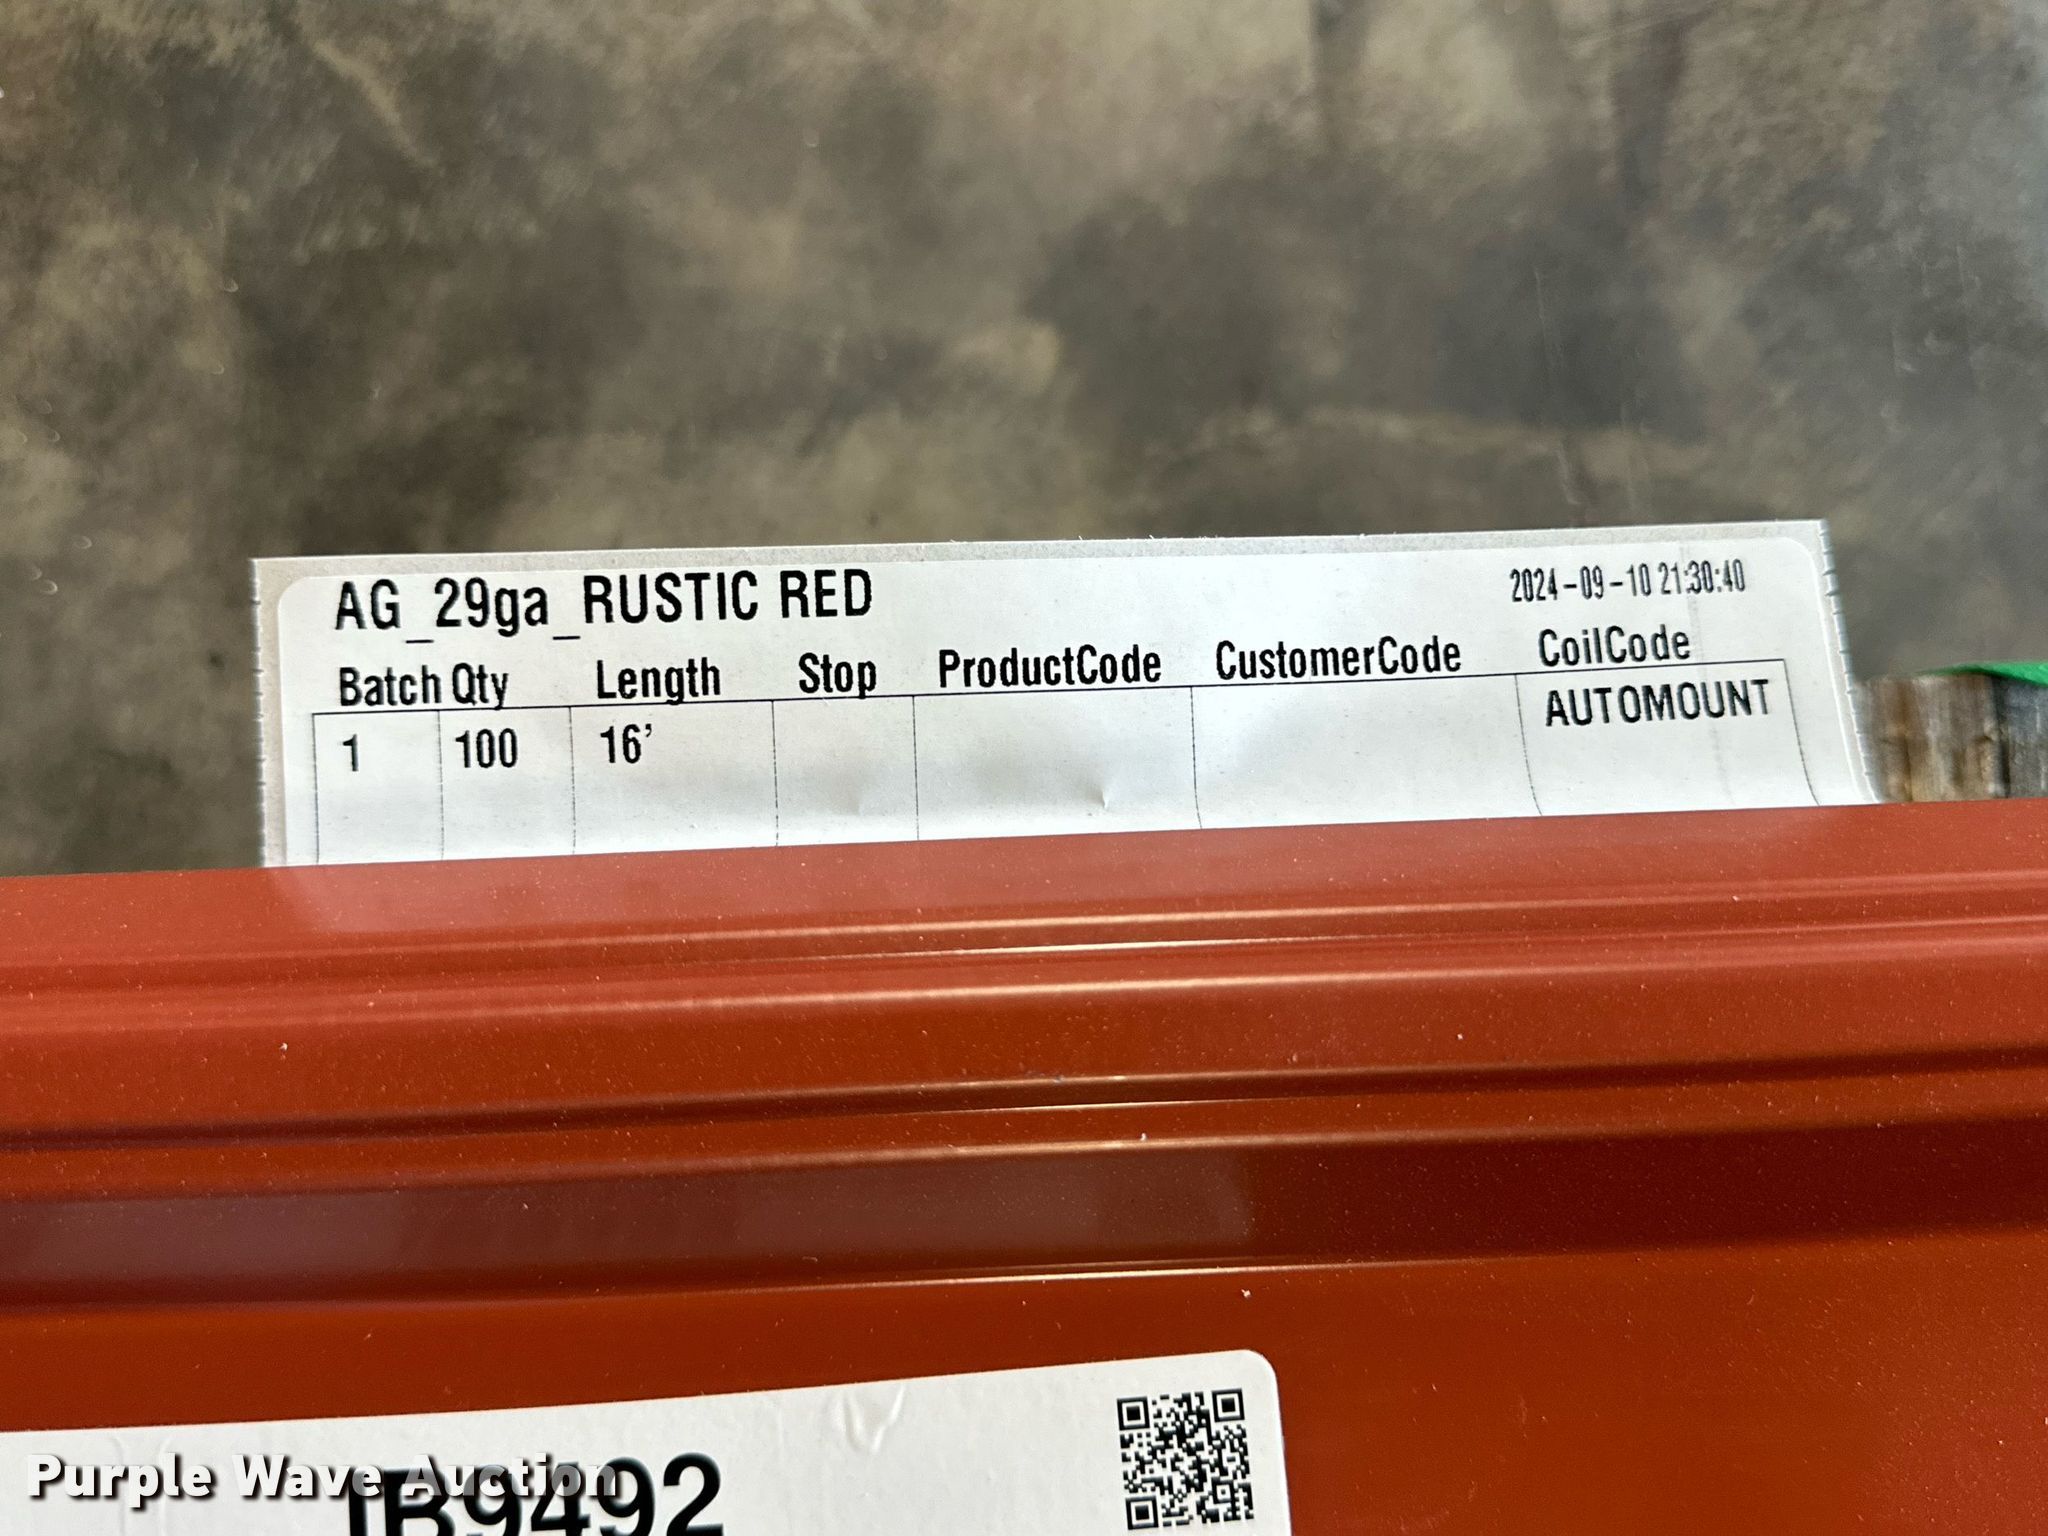 AG_29ga_RUSTIC RED
2024-09-10 21:30:40
Batch Qty Length Stop ProductCode CustomerCode CoilCode
1 100 16' AUTOMOUNT
IB9492
Purple Wave Auction